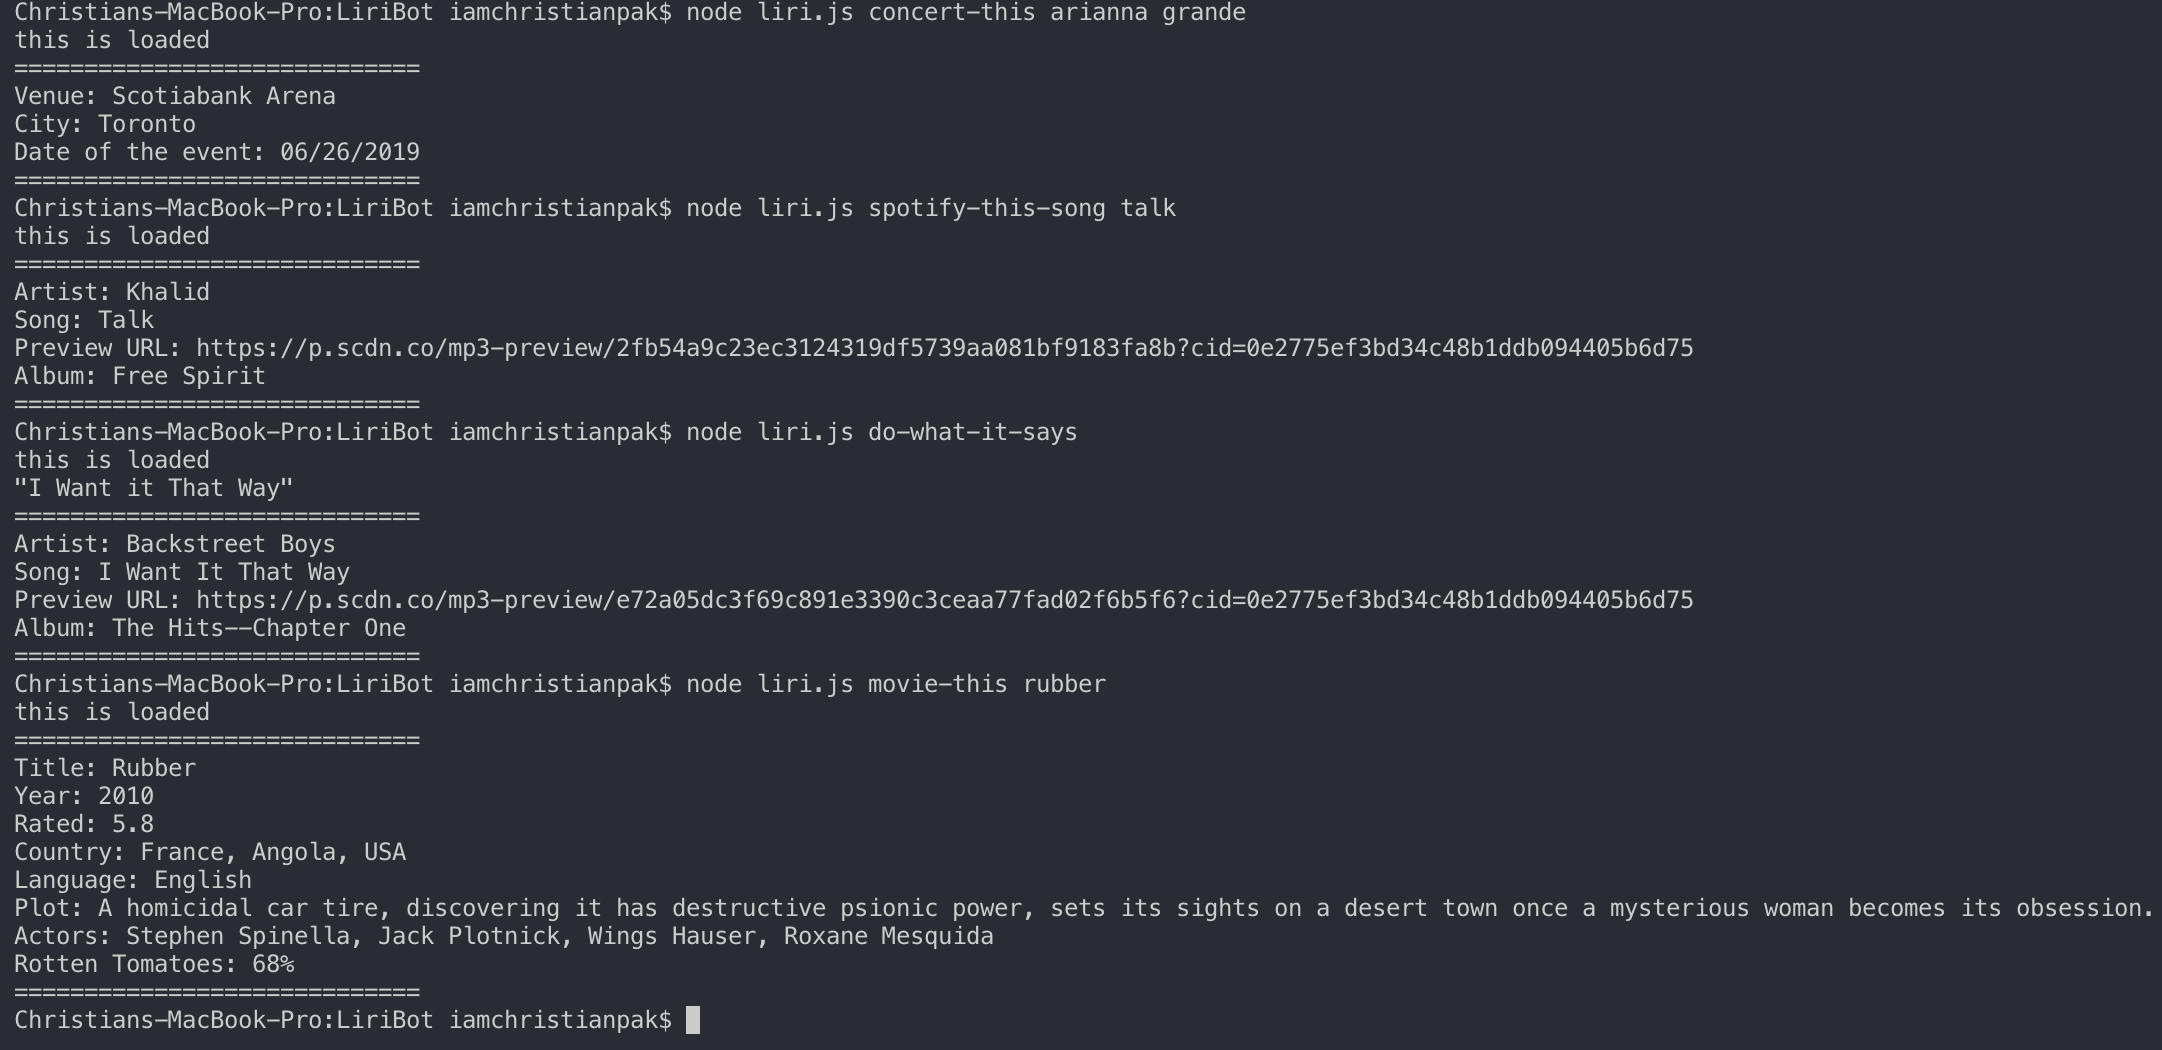 Christians-MacBook-Pro:LiriBot iamchristianpak$ node liri.js concert-this arianna grande
this is loaded
=============================
Venue: Scotiabank Arena
City: Toronto
Date of the event: 06/26/2019
=============================
Christians-MacBook-Pro:LiriBot iamchristianpak$ node liri.js spotify-this-song talk
this is loaded
=============================
Artist: Khalid
Song: Talk
Preview URL: https://p.scdn.co/mp3-preview/2fb54a9c23ec3124319df5739aa081bf9183fa8b?cid=0e2775ef3bd34c48b1ddb094405b6d75
Album: Free Spirit
=============================
Christians-MacBook-Pro:LiriBot iamchristianpak$ node liri.js do-what-it-says
this is loaded
"I Want it That Way"
=============================
Artist: Backstreet Boys
Song: I Want It That Way
Preview URL: https://p.scdn.co/mp3-preview/e72a05dc3f69c891e3390c3ceaa77fad02f6b5f6?cid=0e2775ef3bd34c48b1ddb094405b6d75
Album: The Hits--Chapter One
=============================
Christians-MacBook-Pro:LiriBot iamchristianpak$ node liri.js movie-this rubber
this is loaded
=============================
Title: Rubber
Year: 2010
Rated: 5.8
Country: France, Angola, USA
Language: English
Plot: A homicidal car tire, discovering it has destructive psionic power, sets its sights on a desert town once a mysterious woman becomes its obsession.
Actors: Stephen Spinella, Jack Plotnick, Wings Hauser, Roxane Mesquida
Rotten Tomatoes: 68%
=============================
Christians-MacBook-Pro:LiriBot iamchristianpak$